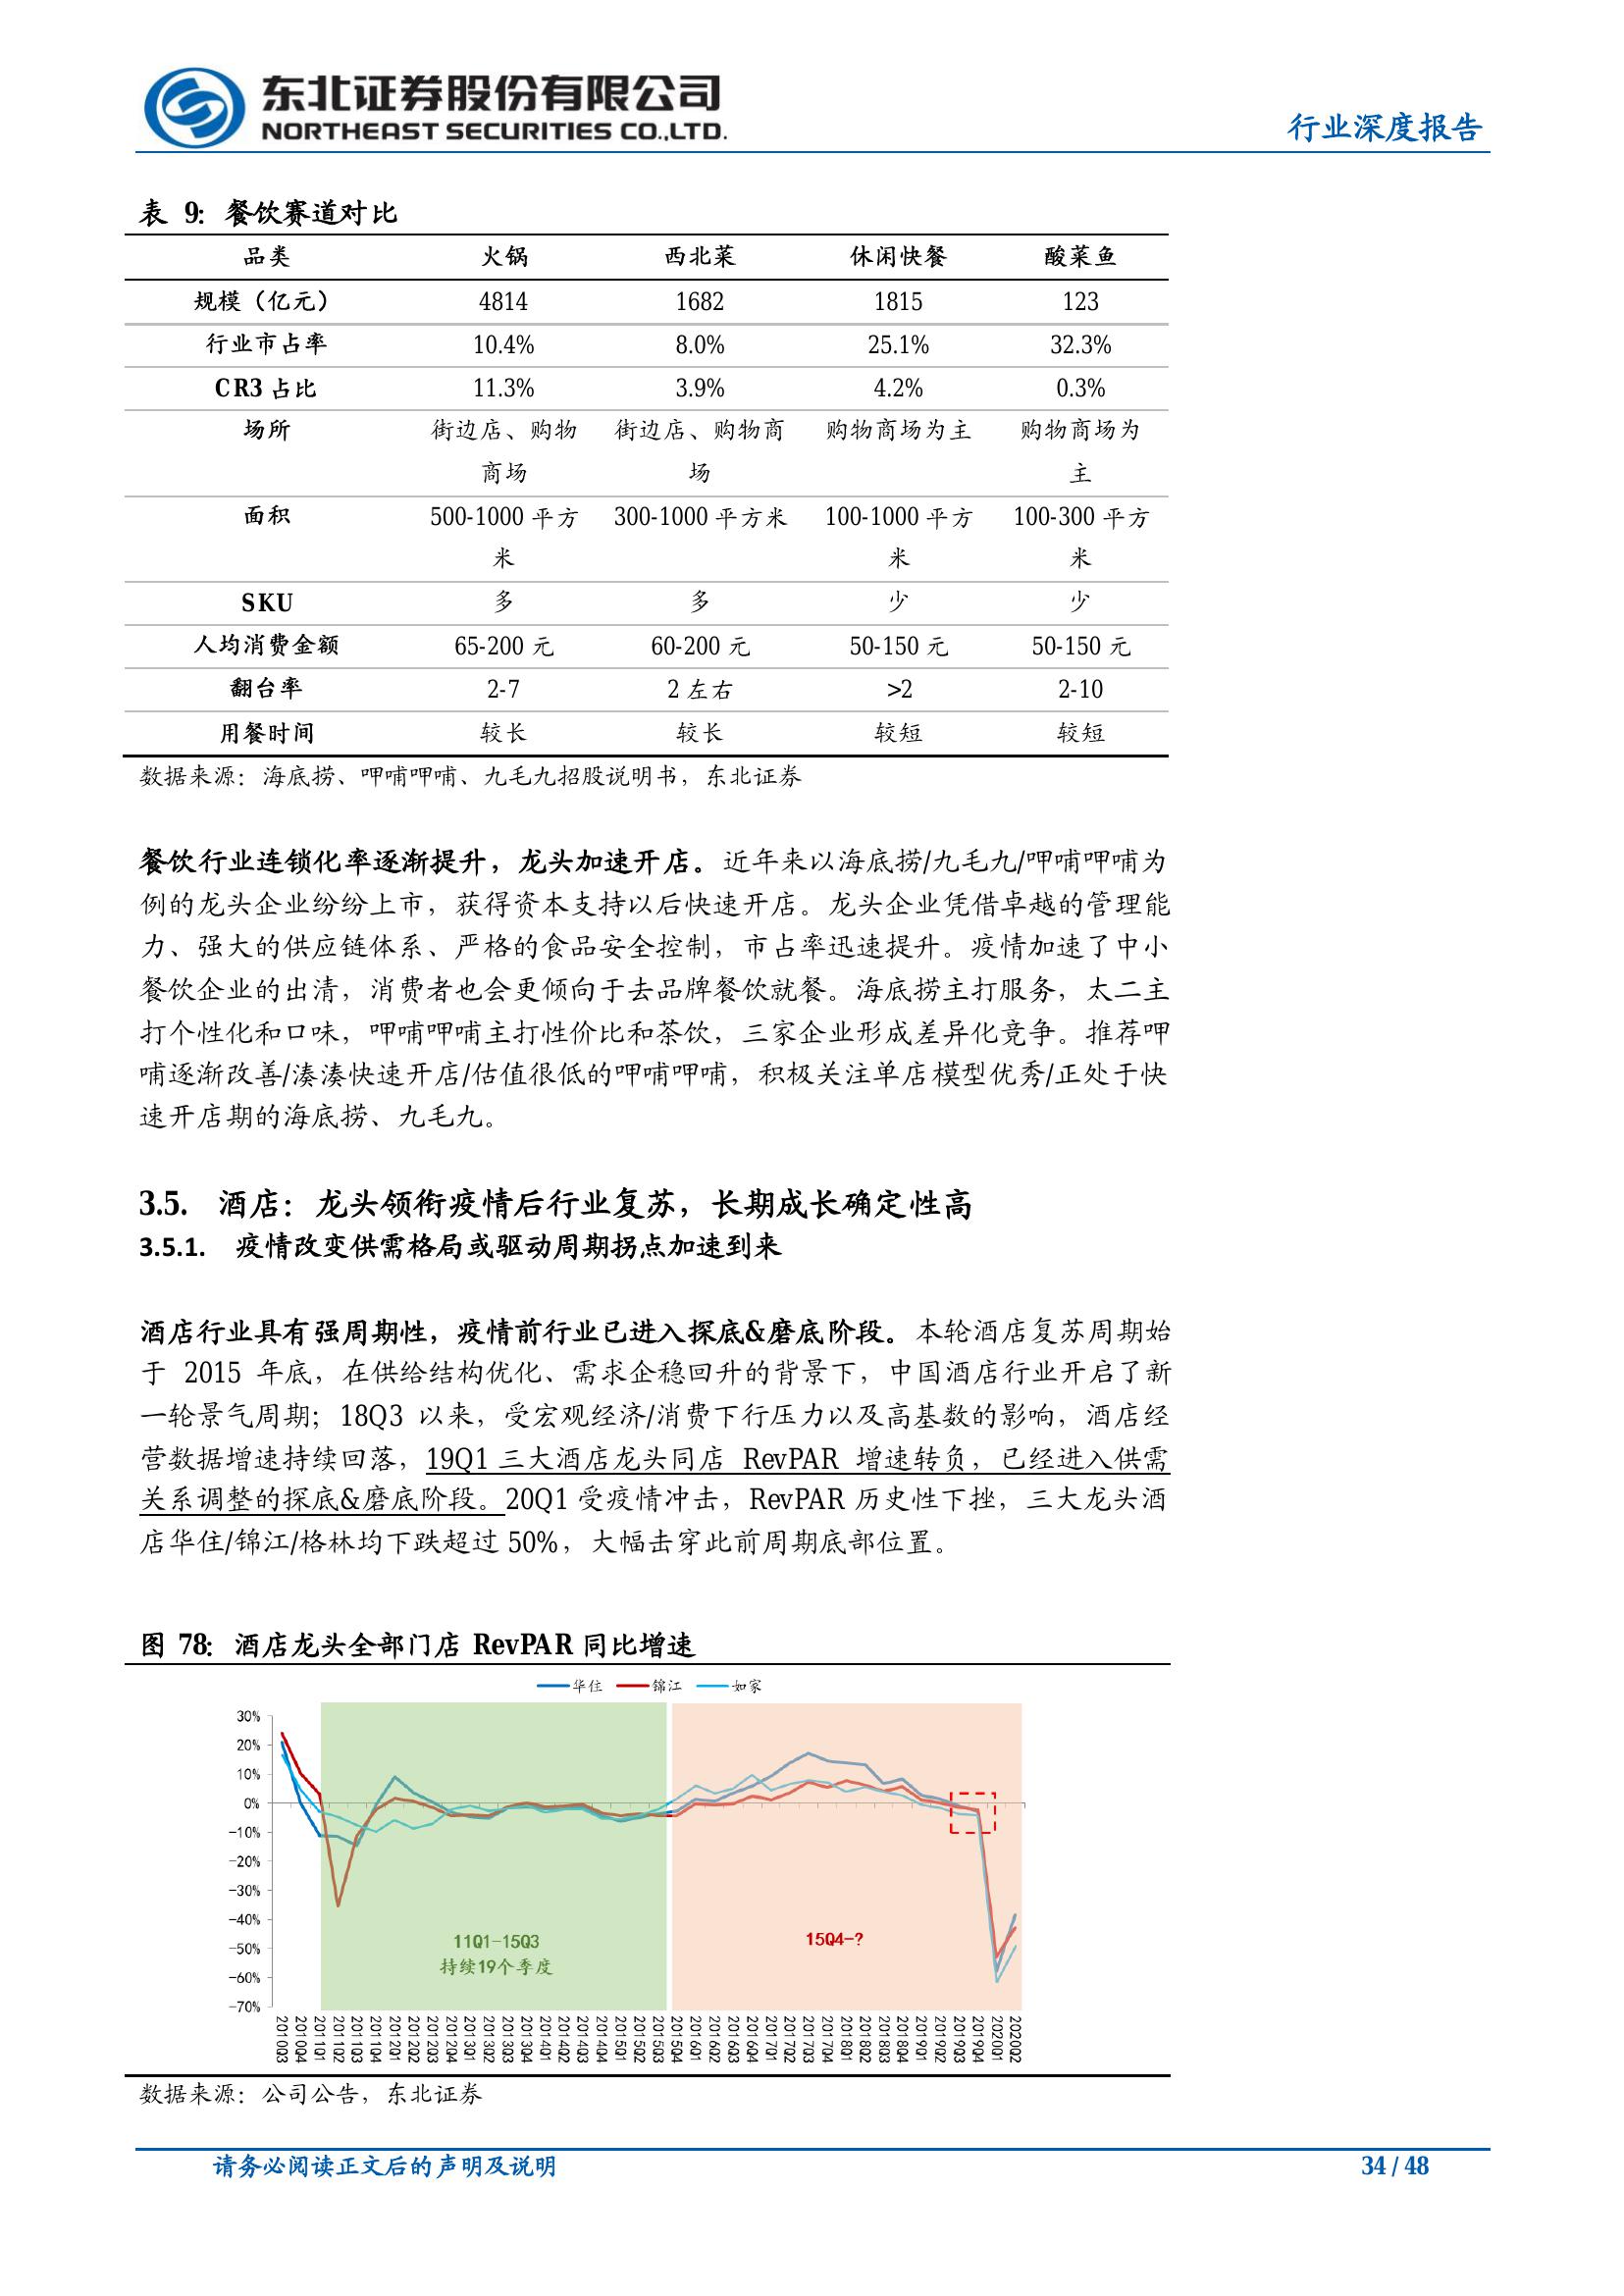 东北证券股份有限公司
NORTHEAST SECURITIES CO.,LTD.
行业深度报告
表 9：餐饮赛道对比
品类 火锅 西北菜 休闲快餐 酸菜鱼
规模（亿元） 4814 1682 1815 123
行业市占率 10.4% 8.0% 25.1% 32.3%
CR3 占比 11.3% 3.9% 4.2% 0.3%
场所 街边店、购物 街边店、购物商 购物商场为主 购物商场为
商场 场 主
面积 500-1000 平方 300-1000 平方米 100-1000 平方 100-300 平方
米 米 米
SKU 多 多 少 少
人均消费金额 65-200 元 60-200 元 50-150 元 50-150 元
翻台率 2-7 2 左右 >2 2-10
用餐时间 较长 较长 较短 较短
数据来源：海底捞、呷哺呷哺、九毛九招股说明书，东北证券
餐饮行业连锁化率逐渐提升，龙头加速开店。近年来以海底捞/九毛九/呷哺呷哺为
例的龙头企业纷纷上市，获得资本支持以后快速开店。龙头企业凭借卓越的管理能
力、强大的供应链体系、严格的食品安全控制，市占率迅速提升。疫情加速了中小
餐饮企业的出清，消费者也会更倾向于去品牌餐饮就餐。海底捞主打服务，太二主
打个性化和口味，呷哺呷哺主打性价比和茶饮，三家企业形成差异化竞争。推荐呷
哺逐渐改善/凑凑快速开店/估值很低的呷哺呷哺，积极关注单店模型优秀/正处于快
速开店期的海底捞、九毛九。
3.5. 酒店：龙头领衔疫情后行业复苏，长期成长确定性高
3.5.1. 疫情改变供需格局或驱动周期拐点加速到来
酒店行业具有强周期性，疫情前行业已进入探底&磨底阶段。本轮酒店复苏周期始
于 2015 年底，在供给结构优化、需求企稳回升的背景下，中国酒店行业开启了新
一轮景气周期；18Q3 以来，受宏观经济/消费下行压力以及高基数的影响，酒店经
营数据增速持续回落，19Q1 三大酒店龙头同店 RevPAR 增速转负，已经进入供需
关系调整的探底&磨底阶段。20Q1 受疫情冲击，RevPAR 历史性下挫，三大龙头酒
店华住/锦江/格林均下跌超过 50%，大幅击穿此前周期底部位置。
图 78：酒店龙头全部门店 RevPAR 同比增速
华住 锦江 如家
30%
20%
10%
0%
-10%
-20%
-30%
-40%
-50%
-60%
-70%
11Q1-15Q3
持续19个季度
15Q4-?
2010Q3 2010Q4 2011Q1 2011Q2 2011Q3 2011Q4 2012Q1 2012Q2 2012Q3 2012Q4 2013Q1 2013Q2 2013Q3 2013Q4 2014Q1 2014Q2 2014Q3 2014Q4 2015Q1 2015Q2 2015Q3 2015Q4 2016Q1 2016Q2 2016Q3 2016Q4 2017Q1 2017Q2 2017Q3 2017Q4 2018Q1 2018Q2 2018Q3 2018Q4 2019Q1 2019Q2 2019Q3 2019Q4 2020Q1 2020Q2
数据来源：公司公告，东北证券
请务必阅读正文后的声明及说明
34 / 48